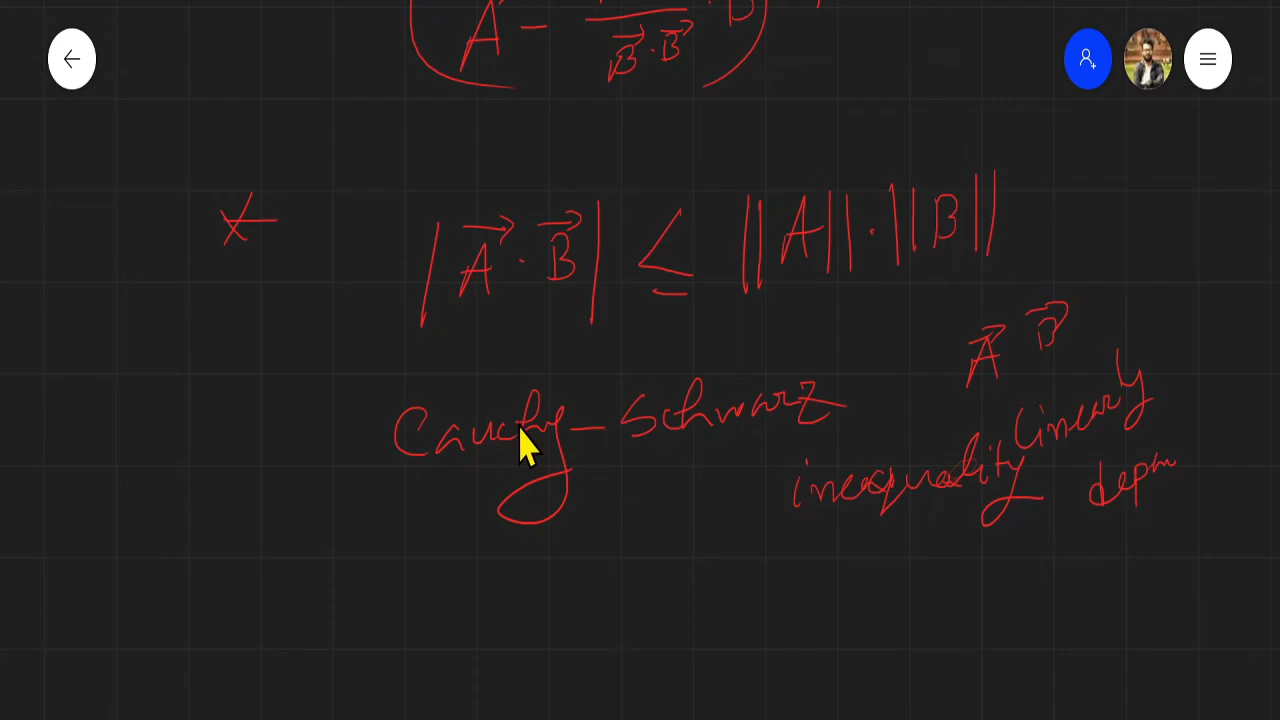 A⃗ - B
B⃗ · B⃗
|A⃗ · B⃗| ≤ ||A|| · ||B||
A⃗ B⃗
Cauchy - Schwarz
linearly
inequality
depn